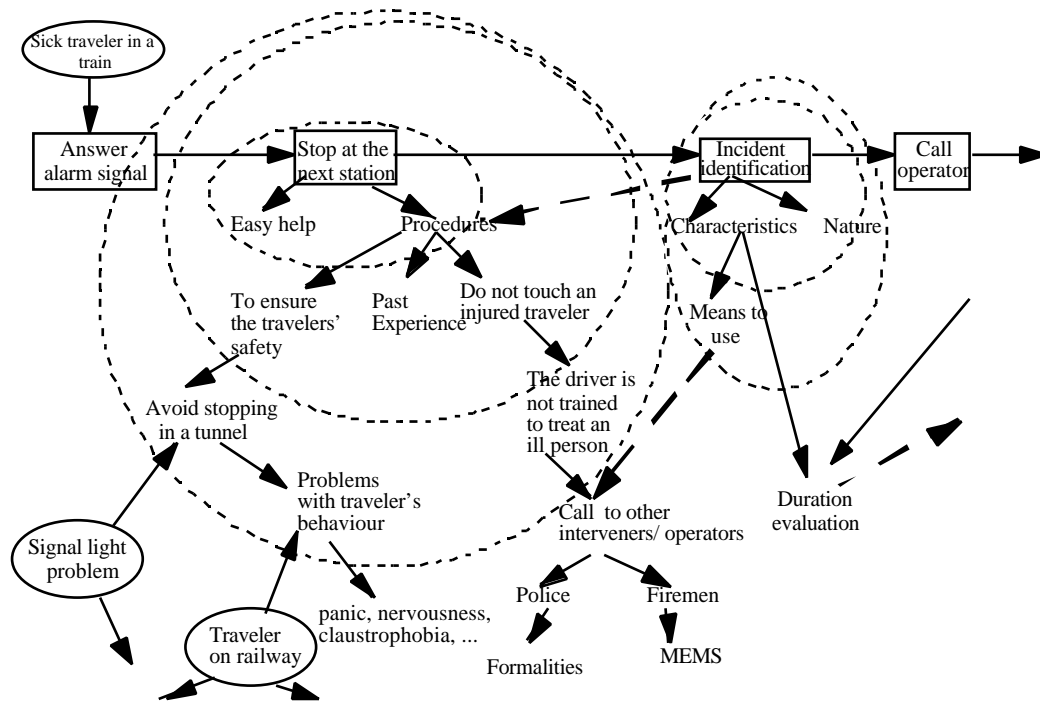 Sick traveler in a
train
Answer
alarm signal
Stop at the
next station
Incident
identification
Call
operator
Easy help
Procedures
Characteristics
Nature
To ensure
the travelers'
safety
Past
Experience
Do not touch an
injured traveler
Means to
use
The driver is
not trained
to treat an
ill person
Avoid stopping
in a tunnel
Problems
with traveler's
behaviour
Call to other
interveners/ operators
Duration
evaluation
Signal light
problem
Police
Firemen
panic, nervousness,
claustrophobia, ...
Traveler
on railway
Formalities
MEMS